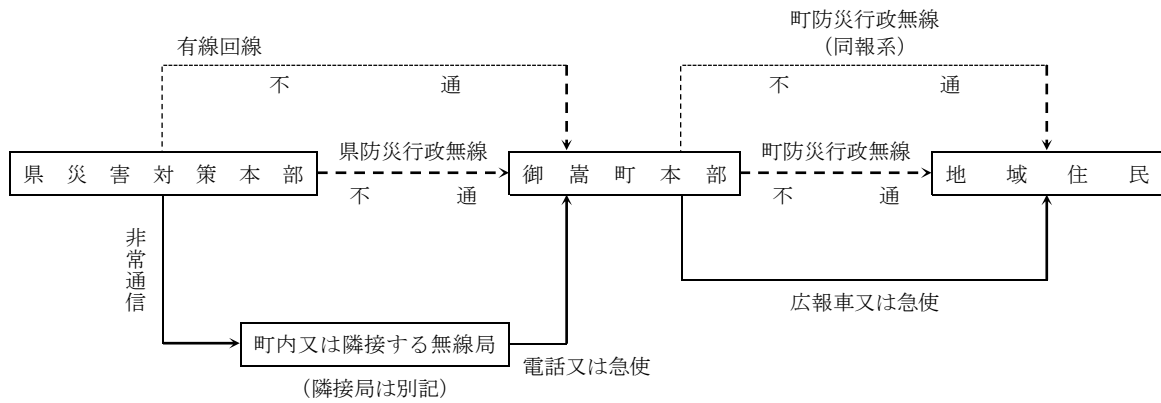 町防災行政無線
（同報系）
有線回線
不通
不通
県災害対策本部
県防災行政無線
不通
御嵩町本部
町防災行政無線
不通
地域住民
非常通信
広報車又は急使
町内又は隣接する無線局
電話又は急使
（隣接局は別記）